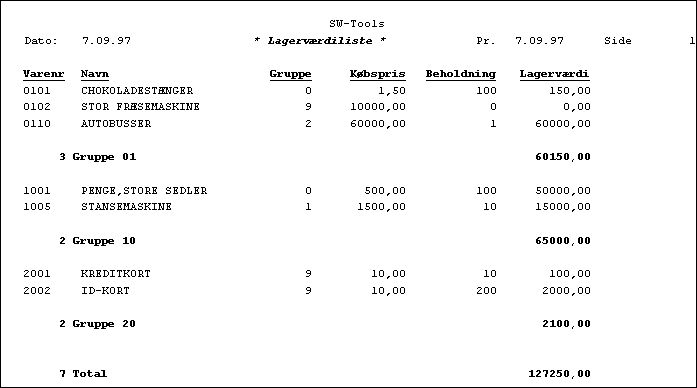 SW-Tools
Dato: 7.09.97 * Lagerværdiliste * Pr. 7.09.97 Side 1
Varenr Navn Gruppe Købspris Beholdning Lagerværdi
0101 CHOKOLADESTÆNGER 0 1,50 100 150,00
0102 STOR FRÆSEMASKINE 9 10000,00 0 0,00
0110 AUTOBUSSER 2 60000,00 1 60000,00
3 Gruppe 01 60150,00
1001 PENGE,STORE SEDLER 0 500,00 100 50000,00
1005 STANSEMASKINE 1 1500,00 10 15000,00
2 Gruppe 10 65000,00
2001 KREDITKORT 9 10,00 10 100,00
2002 ID-KORT 9 10,00 200 2000,00
2 Gruppe 20 2100,00
7 Total 127250,00